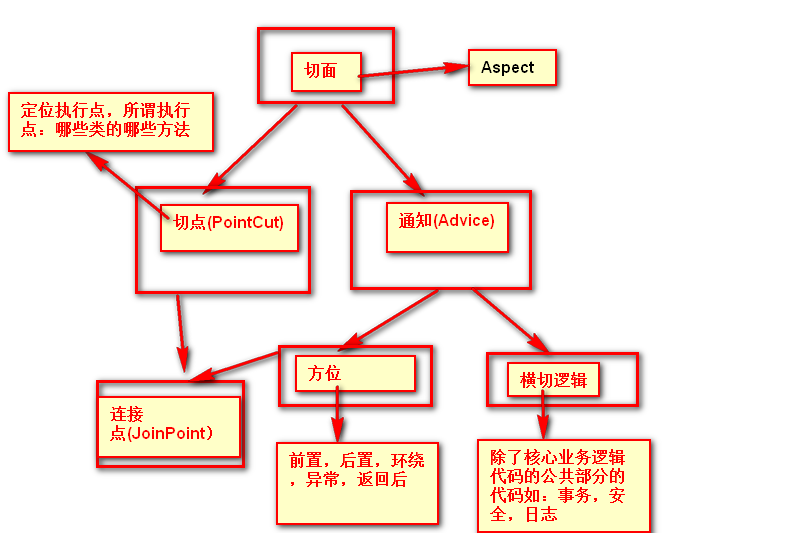 切面
Aspect
定位执行点，所谓执行
点：哪些类的哪些方法
切点(PointCut)
通知(Advice)
方位
横切逻辑
连接
点(JoinPoint）
前置，后置，环绕
，异常，返回后
除了核心业务逻辑
代码的公共部分的
代码如：事务，安
全，日志